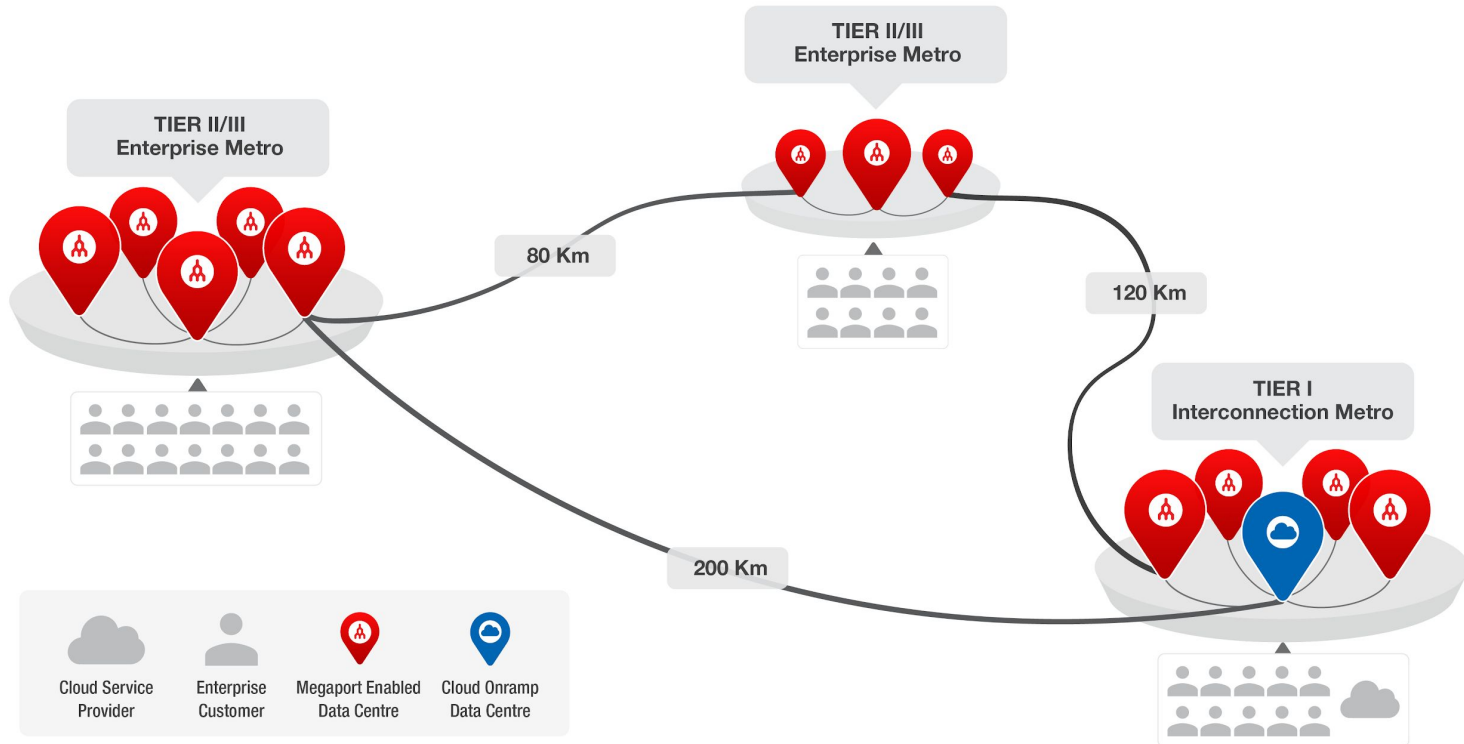 TIER II/III
Enterprise Metro
TIER II/III
Enterprise Metro
80 Km
120 Km
TIER I
Interconnection Metro
200 Km
Cloud Service
Provider
Enterprise
Customer
Megaport Enabled
Data Centre
Cloud Onramp
Data Centre